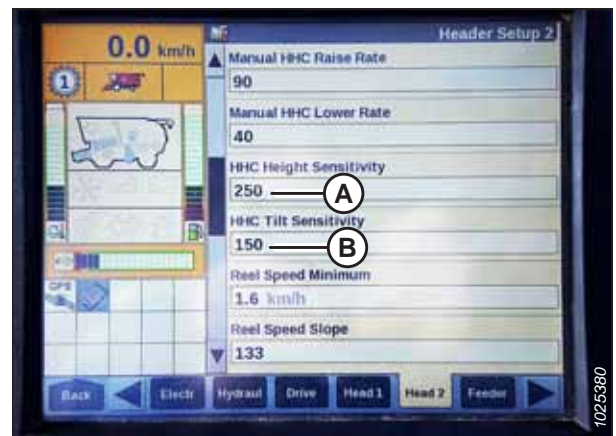 0.0 km/h
Header Setup 2
1
Manual HHC Raise Rate
90
Manual HHC Lower Rate
40
HHC Height Sensitivity
250
A
HHC Tilt Sensitivity
150
B
Reel Speed Minimum
1.6 km/h
Reel Speed Slope
133
GPS
Back
Electr
Hydraul
Drive
Head 1
Head 2
Feeder
1025380